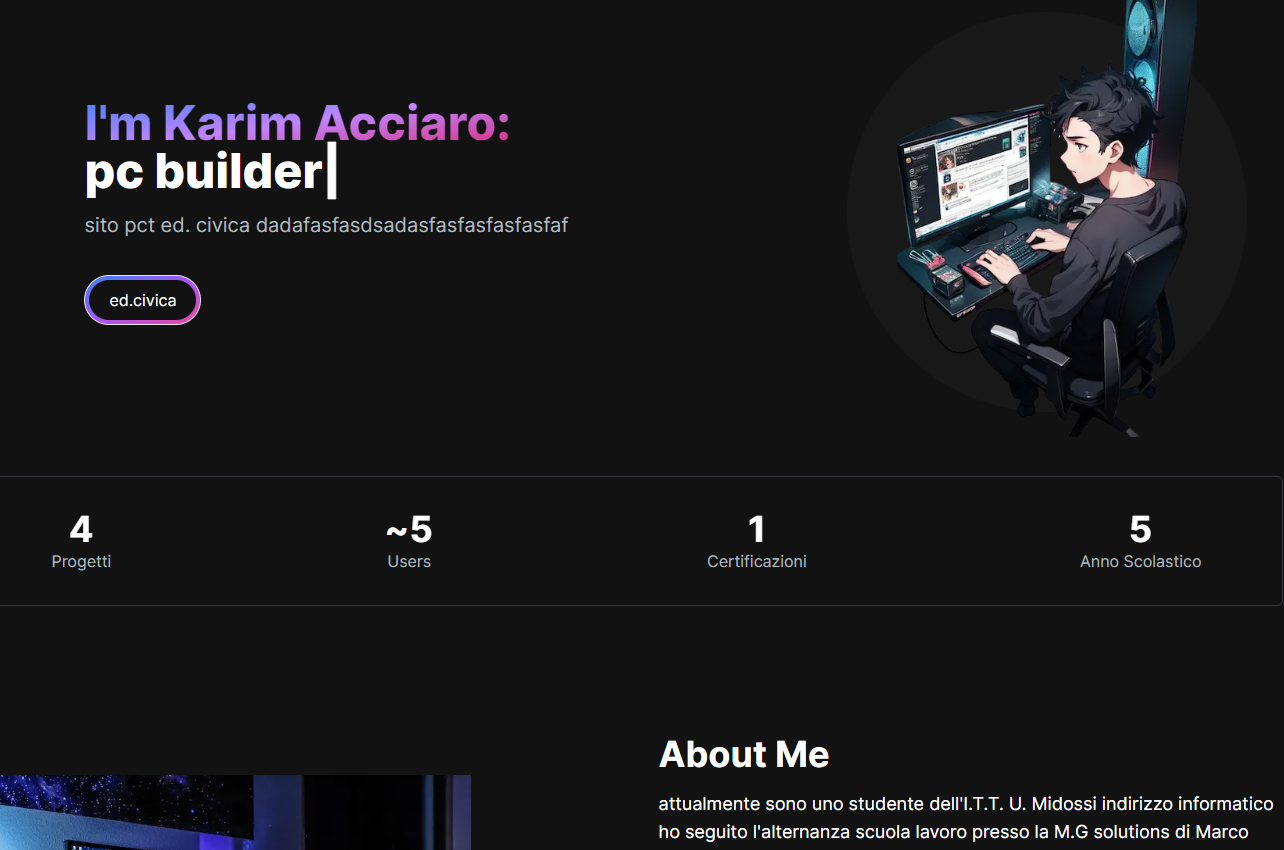 I'm Karim Acciaro:
pc builder
sito pct ed. civica dadafasfasdsadasfasfasfasfasfaf
ed.civica
4
Progetti
~5
Users
1
Certificazioni
5
Anno Scolastico
About Me
attualmente sono uno studente dell'I.T.T. U. Midossi indirizzo informatico
ho seguito l'alternanza scuola lavoro presso la M.G solutions di Marco